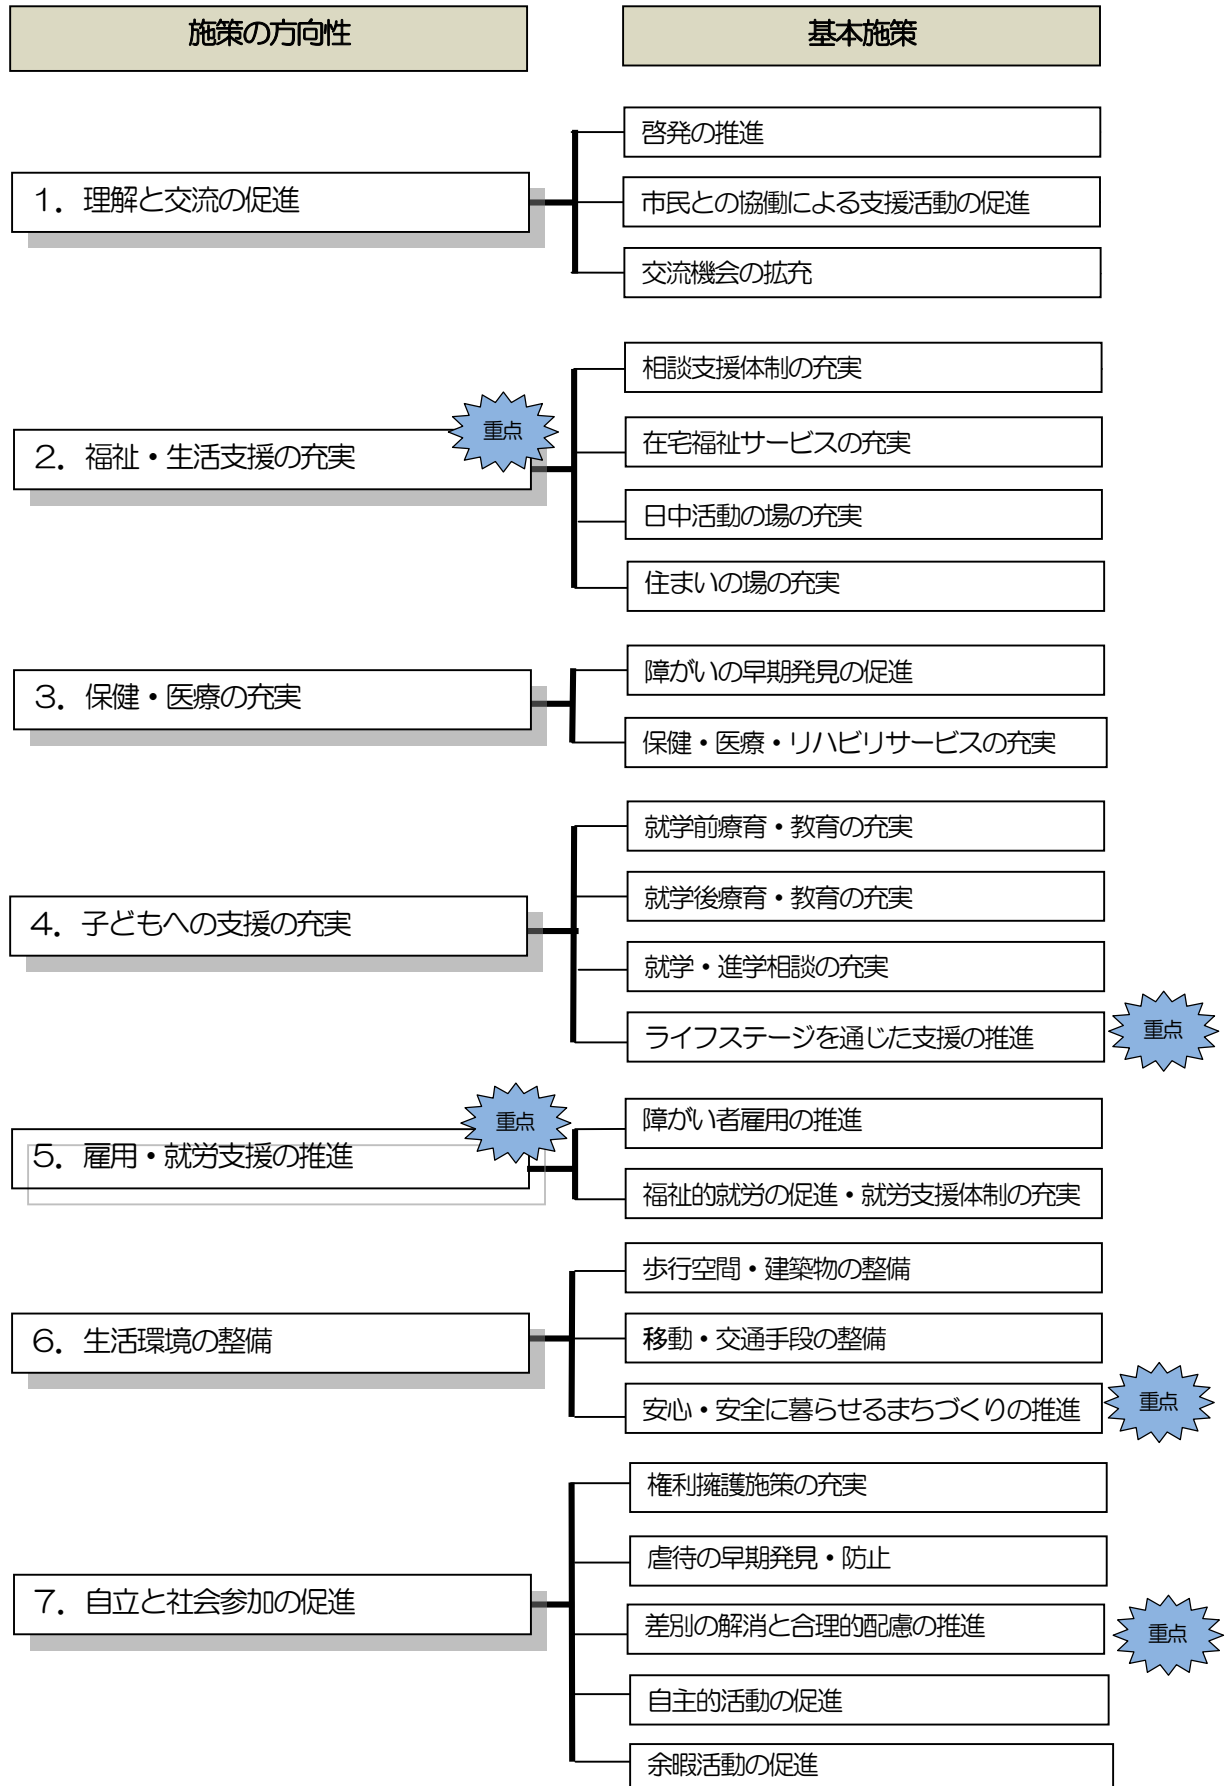 施策の方向性
基本施策
1．理解と交流の促進
啓発の推進
市民との協働による支援活動の促進
交流機会の拡充
2．福祉・生活支援の充実
重点
相談支援体制の充実
在宅福祉サービスの充実
日中活動の場の充実
住まいの場の充実
3．保健・医療の充実
障がいの早期発見の促進
保健・医療・リハビリサービスの充実
4．子どもへの支援の充実
就学前療育・教育の充実
就学後療育・教育の充実
就学・進学相談の充実
ライフステージを通じた支援の推進
重点
5．雇用・就労支援の推進
重点
障がい者雇用の推進
福祉的就労の促進・就労支援体制の充実
6．生活環境の整備
歩行空間・建築物の整備
移動・交通手段の整備
安心・安全に暮らせるまちづくりの推進
重点
7．自立と社会参加の促進
権利擁護施策の充実
虐待の早期発見・防止
差別の解消と合理的配慮の推進
重点
自主的活動の促進
余暇活動の促進